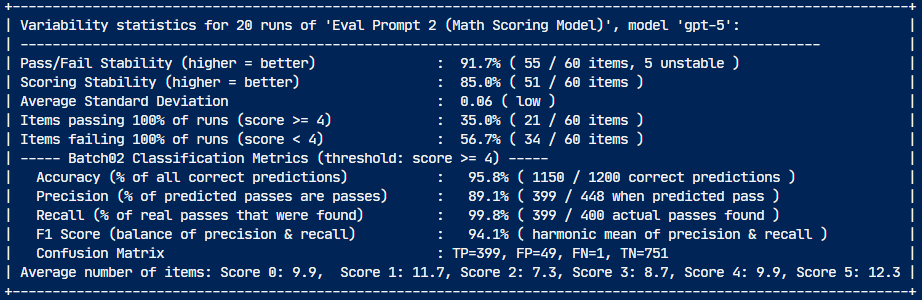 Variability statistics for 20 runs of 'Eval Prompt 2 (Math Scoring Model)', model 'gpt-5':
Pass/Fail Stability (higher = better) : 91.7% ( 55 / 60 items, 5 unstable )
Scoring Stability (higher = better) : 85.0% ( 51 / 60 items )
Average Standard Deviation : 0.06 ( low )
Items passing 100% of runs (score >= 4) : 35.0% ( 21 / 60 items )
Items failing 100% of runs (score < 4) : 56.7% ( 34 / 60 items )
----- Batch02 Classification Metrics (threshold: score >= 4) -----
Accuracy (% of all correct predictions) : 95.8% ( 1150 / 1200 correct predictions )
Precision (% of predicted passes are passes) : 89.1% ( 399 / 448 when predicted pass )
Recall (% of real passes that were found) : 99.8% ( 399 / 400 actual passes found )
F1 Score (balance of precision & recall) : 94.1% ( harmonic mean of precision & recall )
Confusion Matrix : TP=399, FP=49, FN=1, TN=751
Average number of items: Score 0: 9.9, Score 1: 11.7, Score 2: 7.3, Score 3: 8.7, Score 4: 9.9, Score 5: 12.3